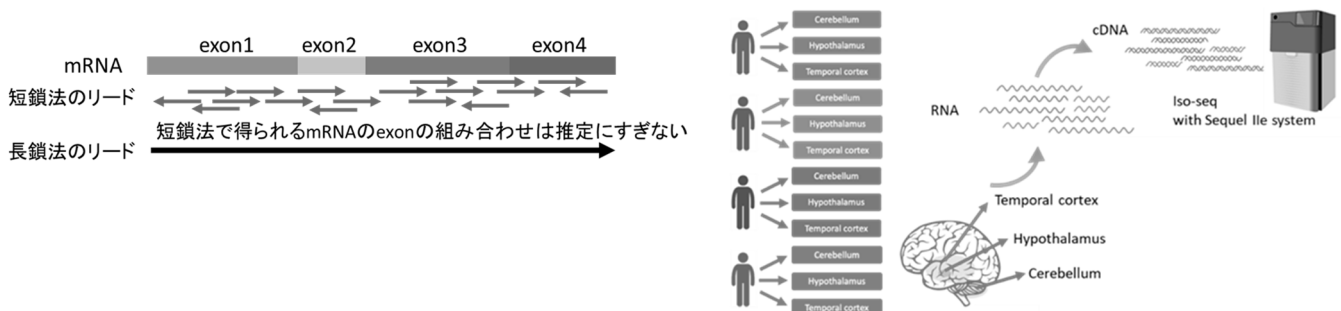 exon1 exon2 exon3 exon4
mRNA
短鎖法のリード
短鎖法で得られるmRNAのexonの組み合わせは推定にすぎない
長鎖法のリード
Cerebellum
Hypothalamus
Temporal cortex
Cerebellum
Hypothalamus
Temporal cortex
Cerebellum
Hypothalamus
Temporal cortex
Cerebellum
Hypothalamus
Temporal cortex
cDNA
RNA
Iso-seq
with Sequel IIe system
Temporal cortex
Hypothalamus
Cerebellum